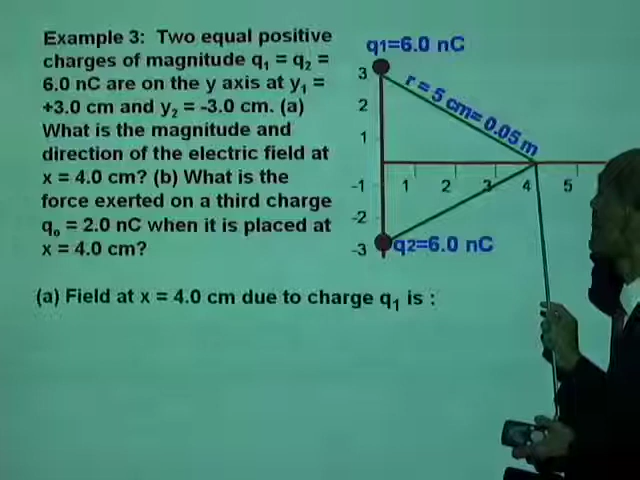 Example 3: Two equal positive
charges of magnitude q₁ = q₂ =
6.0 nC are on the y axis at y₁ =
+3.0 cm and y₂ = -3.0 cm. (a)
What is the magnitude and
direction of the electric field at
x = 4.0 cm? (b) What is the
force exerted on a third charge
qₒ = 2.0 nC when it is placed at
x = 4.0 cm?
(a) Field at x = 4.0 cm due to charge q₁ is :
q1=6.0 nC
r = 5 cm= 0.05 m
3
2
1
-1
-2
-3
1 2 3 4 5
q2=6.0 nC